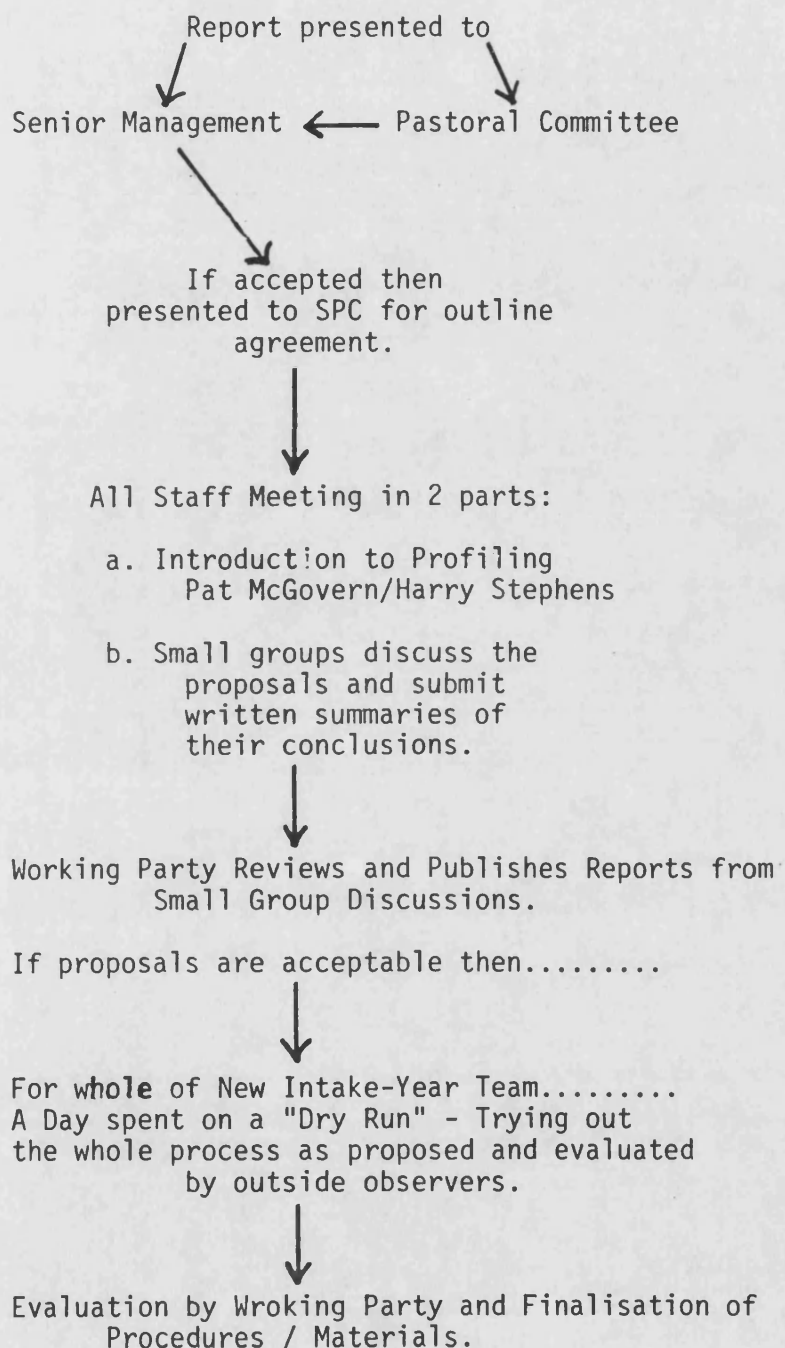 Report presented to
Senior Management Pastoral Committee
If accepted then
presented to SPC for outline
agreement.
All Staff Meeting in 2 parts:
a. Introduction to Profiling
Pat McGovern/Harry Stephens
b. Small groups discuss the
proposals and submit
written summaries of
their conclusions.
Working Party Reviews and Publishes Reports from
Small Group Discussions.
If proposals are acceptable then.........
For whole of New Intake-Year Team.........
A Day spent on a "Dry Run" - Trying out
the whole process as proposed and evaluated
by outside observers.
Evaluation by Wroking Party and Finalisation of
Procedures / Materials.